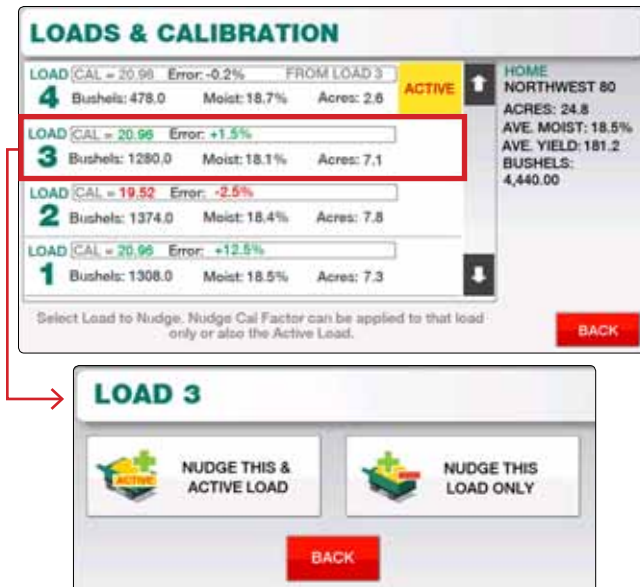 LOADS & CALIBRATION
LOAD CAL = 20.96 Error: -0.2% FROM LOAD 3
4 Bushels: 478.0 Moist: 18.7% Acres: 2.6
ACTIVE
LOAD CAL = 20.96 Error: +1.5%
3 Bushels: 1280.0 Moist: 18.1% Acres: 7.1
LOAD CAL = 19.52 Error: -2.5%
2 Bushels: 1374.0 Moist: 18.4% Acres: 7.8
LOAD CAL = 20.96 Error: +12.5%
1 Bushels: 1308.0 Moist: 18.5% Acres: 7.3
HOME
NORTHWEST 80
ACRES: 24.8
AVE. MOIST: 18.5%
AVE. YIELD: 181.2
BUSHELS:
4,440.00
Select Load to Nudge. Nudge Cal Factor can be applied to that load
only or also the Active Load.
BACK
LOAD 3
ACTIVE
NUDGE THIS &
ACTIVE LOAD
NUDGE THIS
LOAD ONLY
BACK